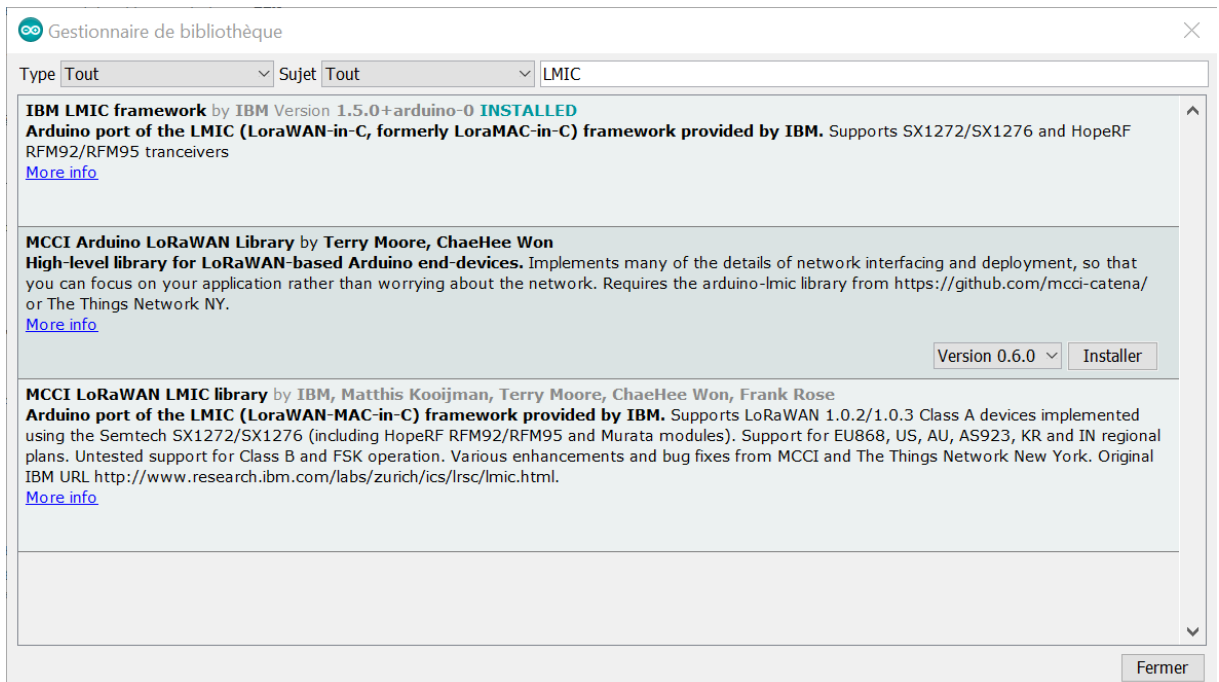 Gestionnaire de bibliothèque
Type Tout Sujet Tout LMIC
IBM LMIC framework by IBM Version 1.5.0+arduino-0 INSTALLED
Arduino port of the LMIC (LoraWAN-in-C, formerly LoraMAC-in-C) framework provided by IBM. Supports SX1272/SX1276 and HopeRF
RFM92/RFM95 tranceivers
More info
MCCI Arduino LoRaWAN Library by Terry Moore, ChaeHee Won
High-level library for LoRaWAN-based Arduino end-devices. Implements many of the details of network interfacing and deployment, so that
you can focus on your application rather than worrying about the network. Requires the arduino-lmic library from https://github.com/mcci-catena/
or The Things Network NY.
More info
Version 0.6.0 Installer
MCCI LoRaWAN LMIC library by IBM, Matthis Kooijman, Terry Moore, ChaeHee Won, Frank Rose
Arduino port of the LMIC (LoraWAN-MAC-in-C) framework provided by IBM. Supports LoRaWAN 1.0.2/1.0.3 Class A devices implemented
using the Semtech SX1272/SX1276 (including HopeRF RFM92/RFM95 and Murata modules). Support for EU868, US, AU, AS923, KR and IN regional
plans. Untested support for Class B and FSK operation. Various enhancements and bug fixes from MCCI and The Things Network New York. Original
IBM URL http://www.research.ibm.com/labs/zurich/ics/lrsc/lmic.html.
More info
Fermer